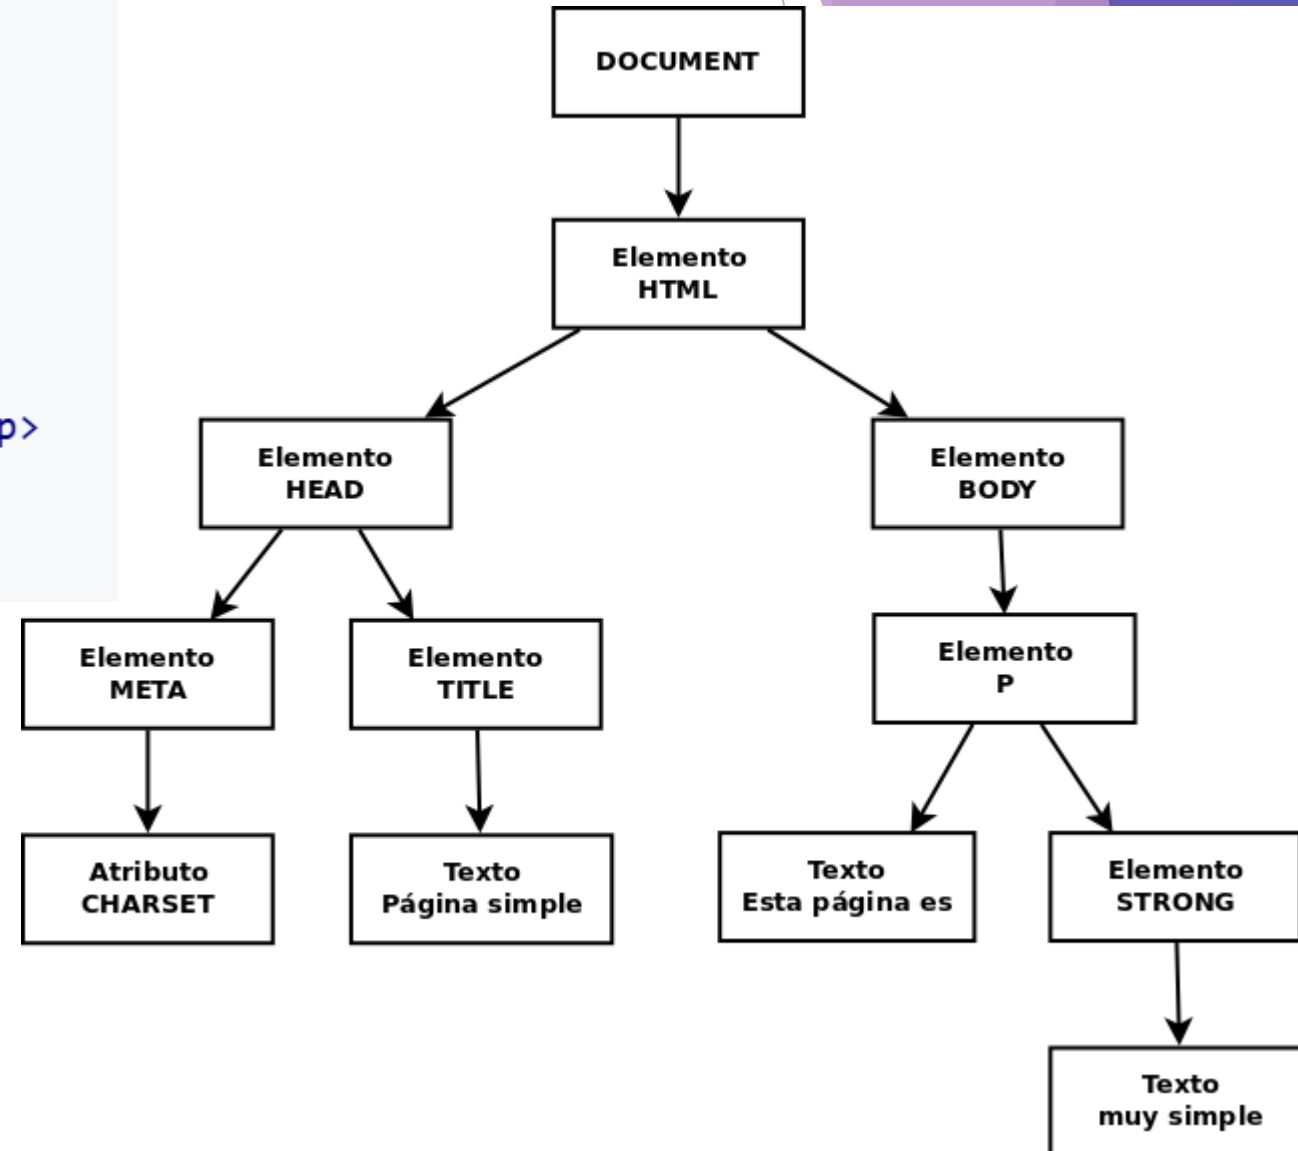 DOCUMENT
Elemento
HTML
p>
Elemento
HEAD
Elemento
BODY
Elemento
META
Elemento
TITLE
Elemento
P
Atributo
CHARSET
Texto
Página simple
Texto
Esta página es
Elemento
STRONG
Texto
muy simple